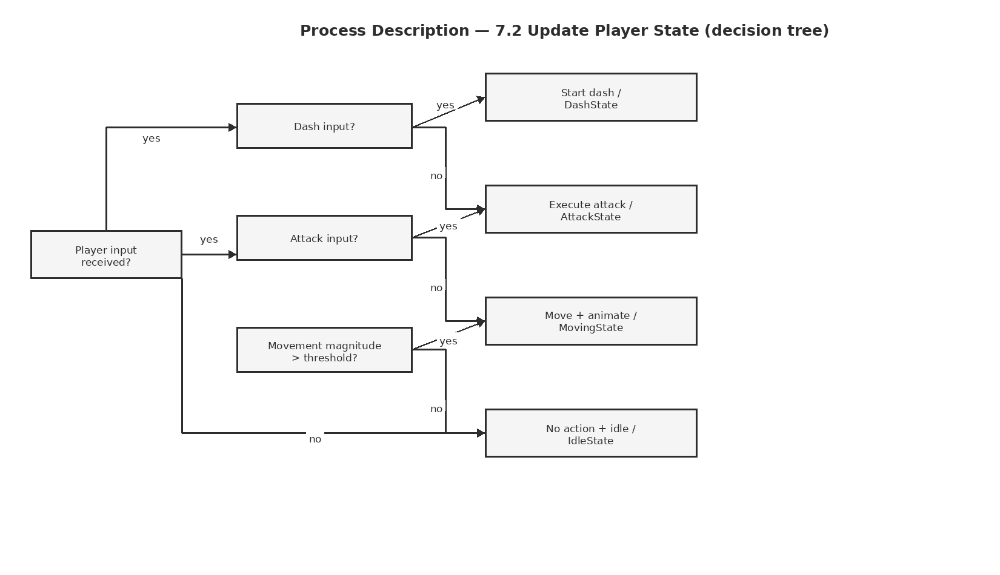 Process Description — 7.2 Update Player State (decision tree)
Start dash /
DashState
yes
Dash input?
yes
no
Execute attack /
AttackState
yes
Attack input?
yes
Player input
received?
no
Move + animate /
MovingState
yes
Movement magnitude
> threshold?
no
No action + idle /
IdleState
no